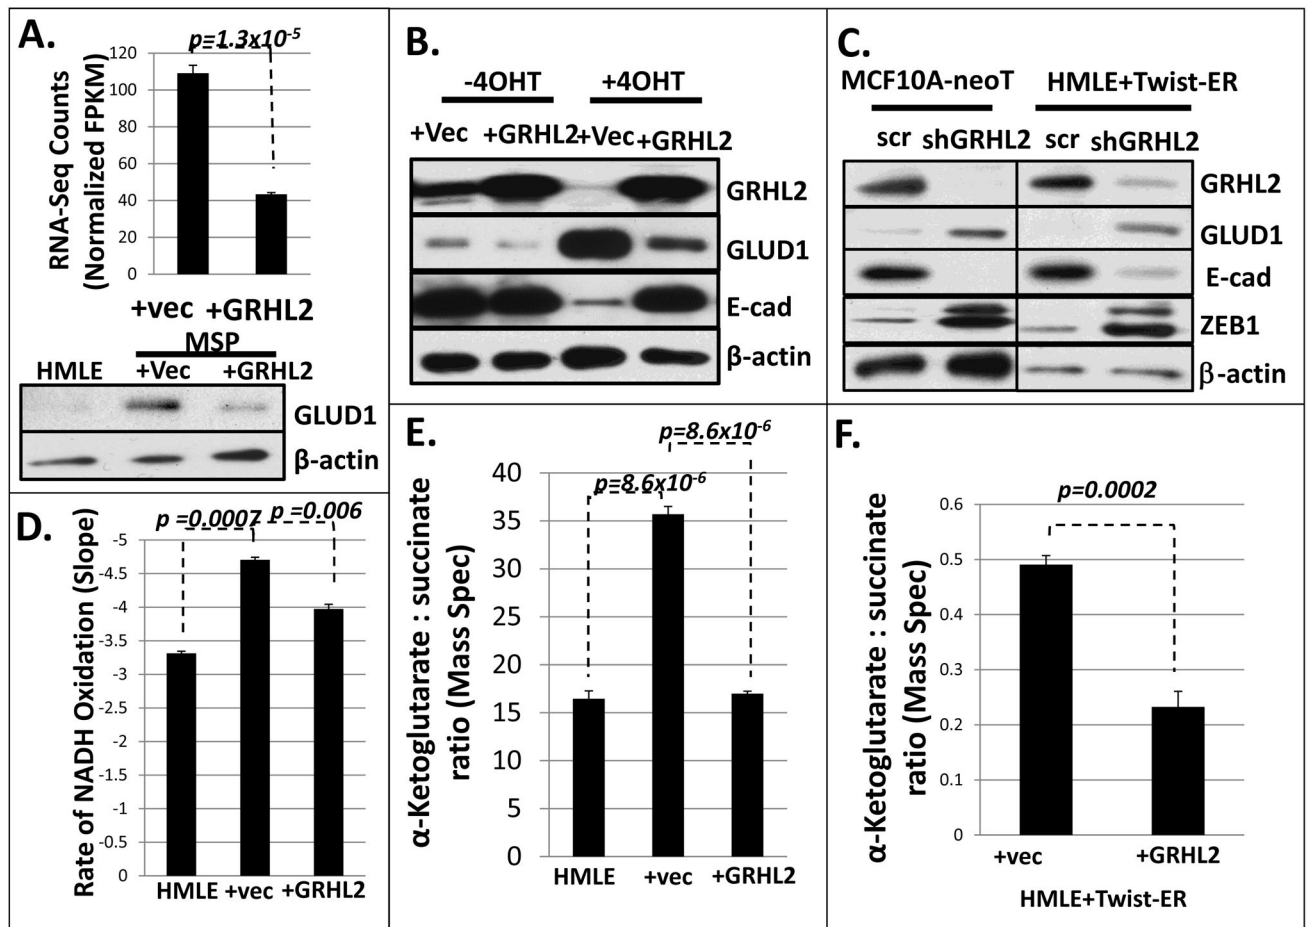 A.
p=1.3x10-5
RNA-Seq Counts
(Normalized FPKM)
120
100
80
60
40
20
0
+vec +GRHL2
MSP
HMLE +Vec +GRHL2
GLUD1
β-actin
B.
-4OHT +4OHT
+Vec +GRHL2 +Vec +GRHL2
GRHL2
GLUD1
E-cad
β-actin
C.
MCF10A-neoT HMLE+Twist-ER
scr shGRHL2 scr shGRHL2
GRHL2
GLUD1
E-cad
ZEB1
β-actin
D.
p =0.0007 p =0.006
Rate of NADH Oxidation (Slope)
-5
-4.5
-4
-3.5
-3
-2.5
-2
-1.5
-1
-0.5
0
HMLE +vec +GRHL2
E.
p=8.6x10-6
p=8.6x10-6
α-Ketoglutarate : succinate
ratio (Mass Spec)
40
35
30
25
20
15
10
5
0
HMLE +vec +GRHL2
F.
p=0.0002
α-Ketoglutarate : succinate
ratio (Mass Spec)
0.6
0.5
0.4
0.3
0.2
0.1
0
+vec +GRHL2
HMLE+Twist-ER